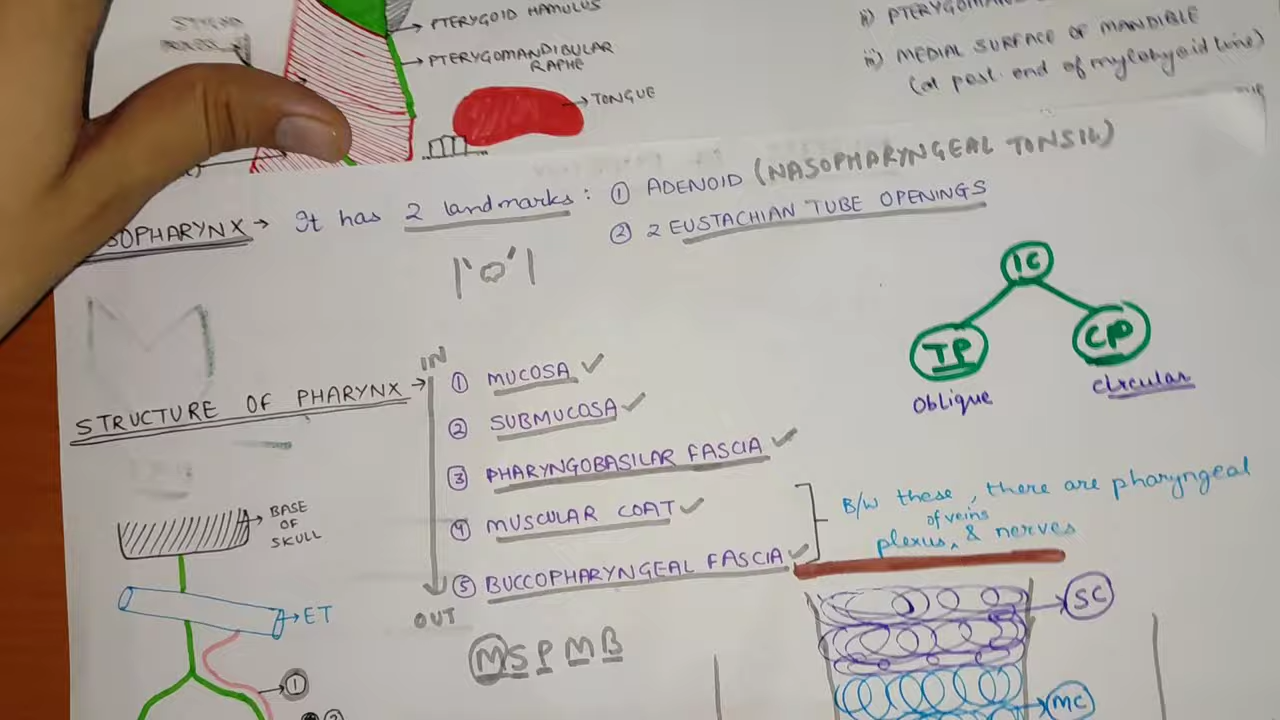 PTERYGOID HAMULUS
PTERYGOMANDIBULAR
RAPHE
TONGUE
ii) MEDIAL SURFACE OF MANDIBLE
(at post. end of mylohyoid line)
SOPHARYNX → It has 2 landmarks : ① ADENOID (NASOPHARYNGEAL TONSIL)
② 2 EUSTACHIAN TUBE OPENINGS
IC
TP
CP
Oblique
circular
STRUCTURE OF PHARYNX →
IN
① MUCOSA ✓
② SUBMUCOSA ✓
③ PHARYNGOBASILAR FASCIA ✓
④ MUSCULAR COAT ✓
⑤ BUCCOPHARYNGEAL FASCIA ✓
OUT
B/W these, there are pharyngeal
of veins
plexus, & nerves
MSPMB
BASE
OF
SKULL
ET
①
②
SC
MC